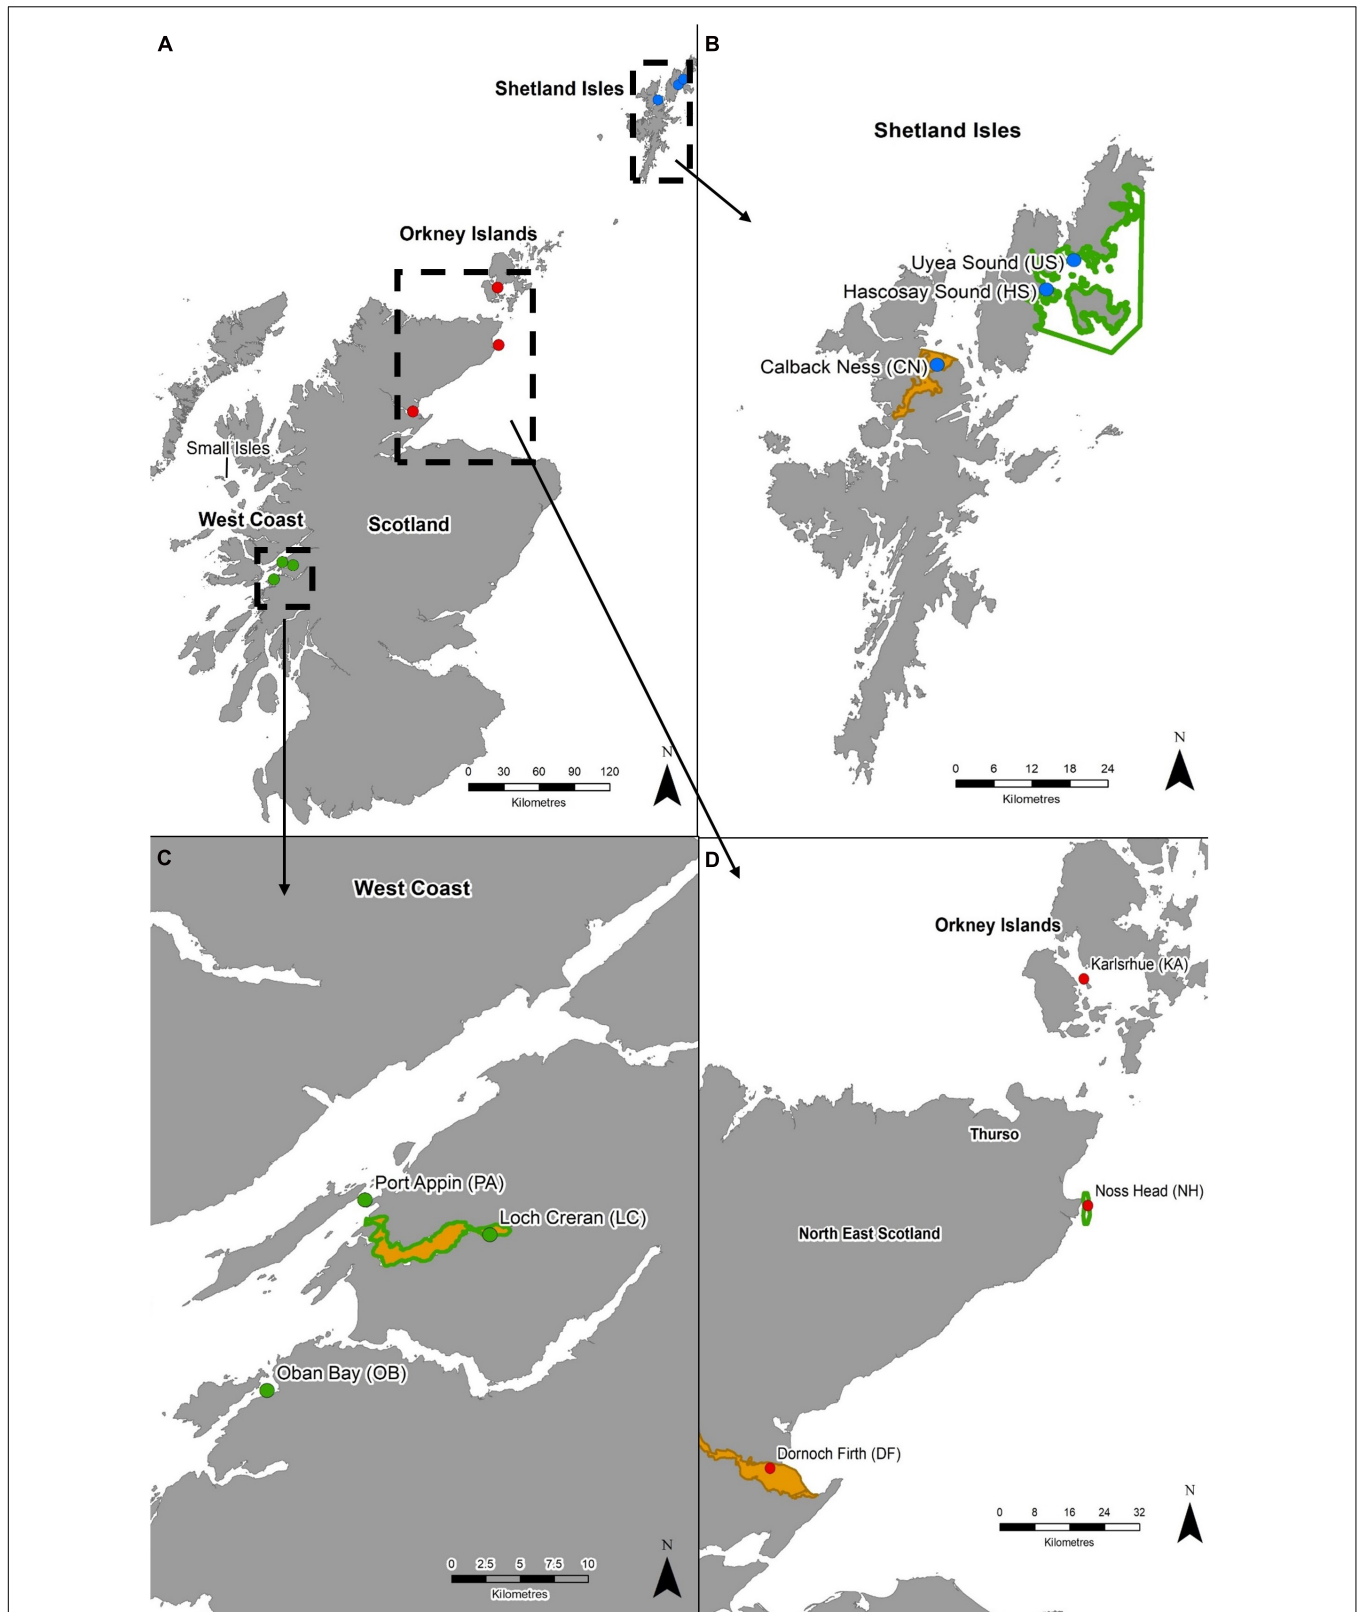 A
Shetland Isles
Orkney Islands
Small Isles
West Coast
Scotland
N
0 30 60 90 120
Kilometres
B
Shetland Isles
Uyea Sound (US)
Hascosay Sound (HS)
Calback Ness (CN)
N
0 6 12 18 24
Kilometres
C
West Coast
Port Appin (PA)
Loch Creran (LC)
Oban Bay (OB)
N
0 2.5 5 7.5 10
Kilometres
D
Orkney Islands
Karlsrhue (KA)
Thurso
Noss Head (NH)
North East Scotland
Dornoch Firth (DF)
N
0 8 16 24 32
Kilometres